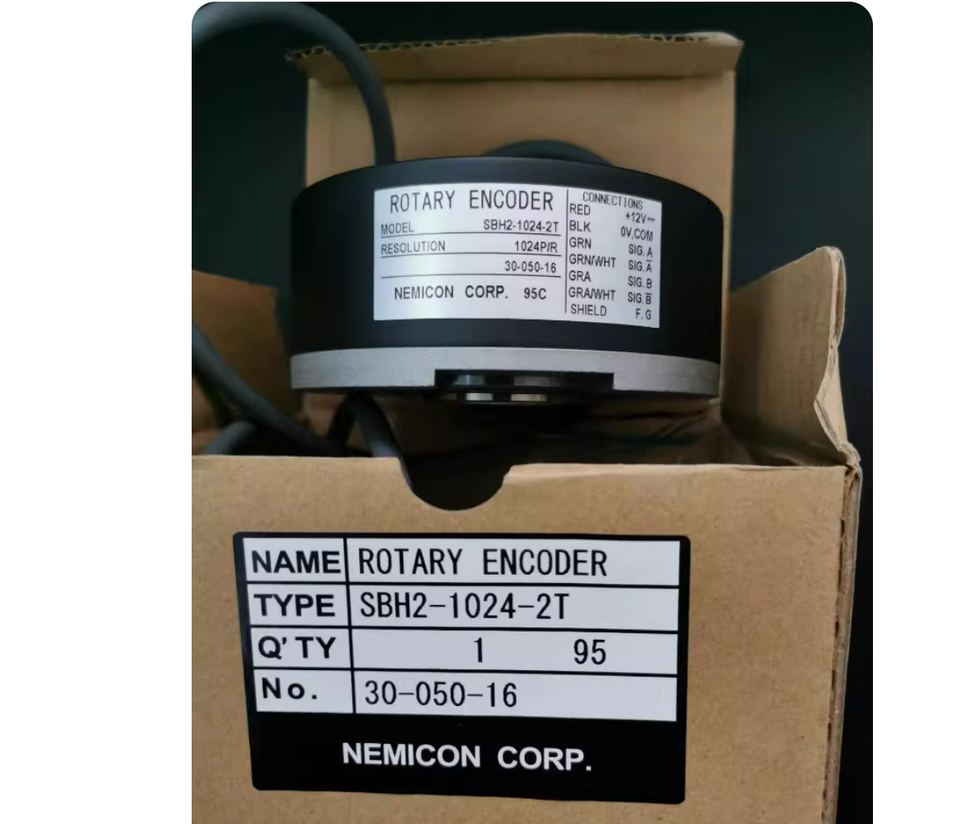 ROTARY ENCODER
MODEL SBH2-1024-2T
RESOLUTION 1024P/R
30-050-16
NEMICON CORP. 95C
CONNECTIONS
RED +12V⎓
BLK 0V,COM
GRN SIG. A
GRN/WHT SIG. A̅
GRA SIG. B
GRA/WHT SIG. B̅
SHIELD F. G
NAME ROTARY ENCODER
TYPE SBH2-1024-2T
Q'TY 1 95
No. 30-050-16
NEMICON CORP.